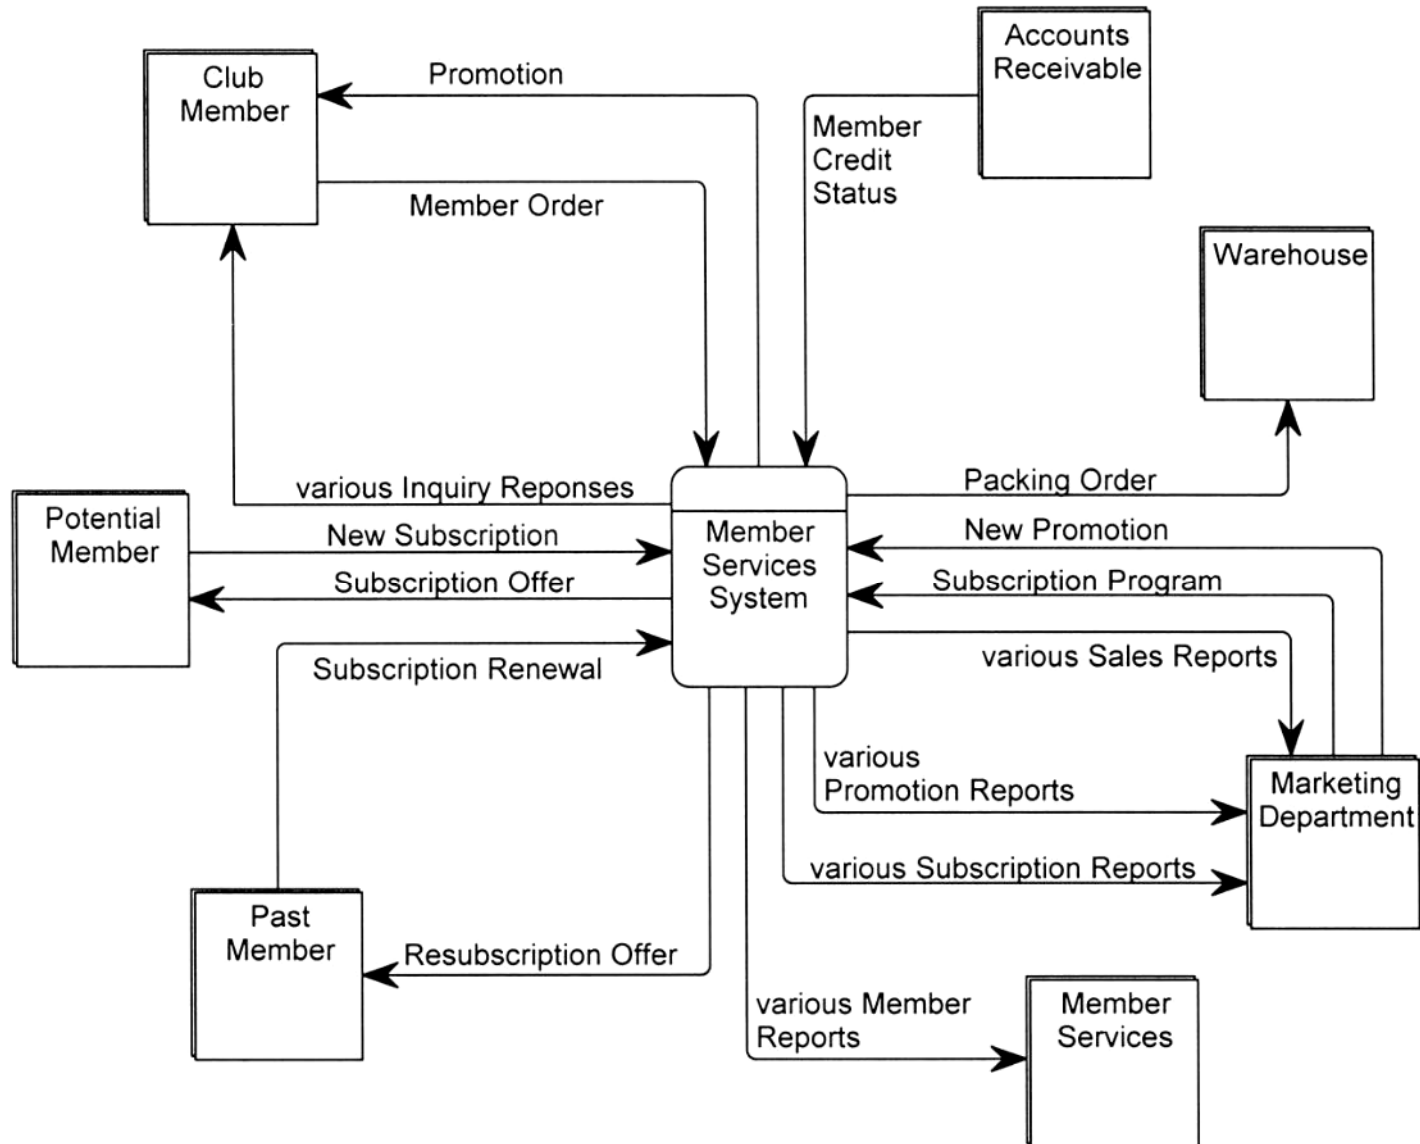 Club
Member
Promotion
Accounts
Receivable
Member
Credit
Status
Member Order
Warehouse
various Inquiry Reponses
Packing Order
Potential
Member
New Subscription
New Promotion
Member
Services
System
Subscription Offer
Subscription Program
Subscription Renewal
various Sales Reports
various
Promotion Reports
Marketing
Department
various Subscription Reports
Past
Member
Resubscription Offer
various Member
Reports
Member
Services